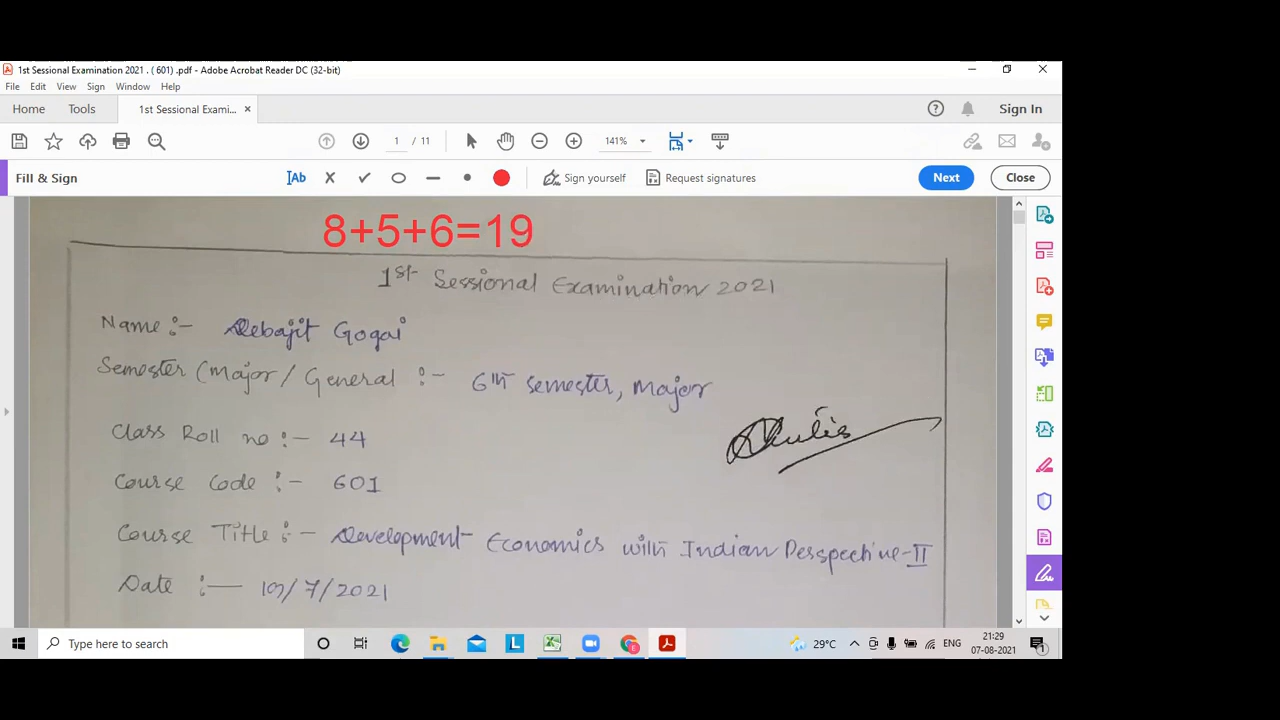 1st Sessional Examination 2021 . ( 601) .pdf - Adobe Acrobat Reader DC (32-bit)
File Edit View Sign Window Help
Home Tools 1st Sessional Exami... × Sign In
1 / 11 141%
Fill & Sign IAb Sign yourself Request signatures Next Close
8+5+6=19
1st Sessional Examination 2021
Name :- Debajit Gogoi
Semester (Major / General :- 6th semester, Major
Class Roll no :- 44
Course Code :- 601
Course Title :- Development Economics with Indian Perspective-II
Date :- /7/2021
Type here to search
29°C ENG 21:29
07-08-2021